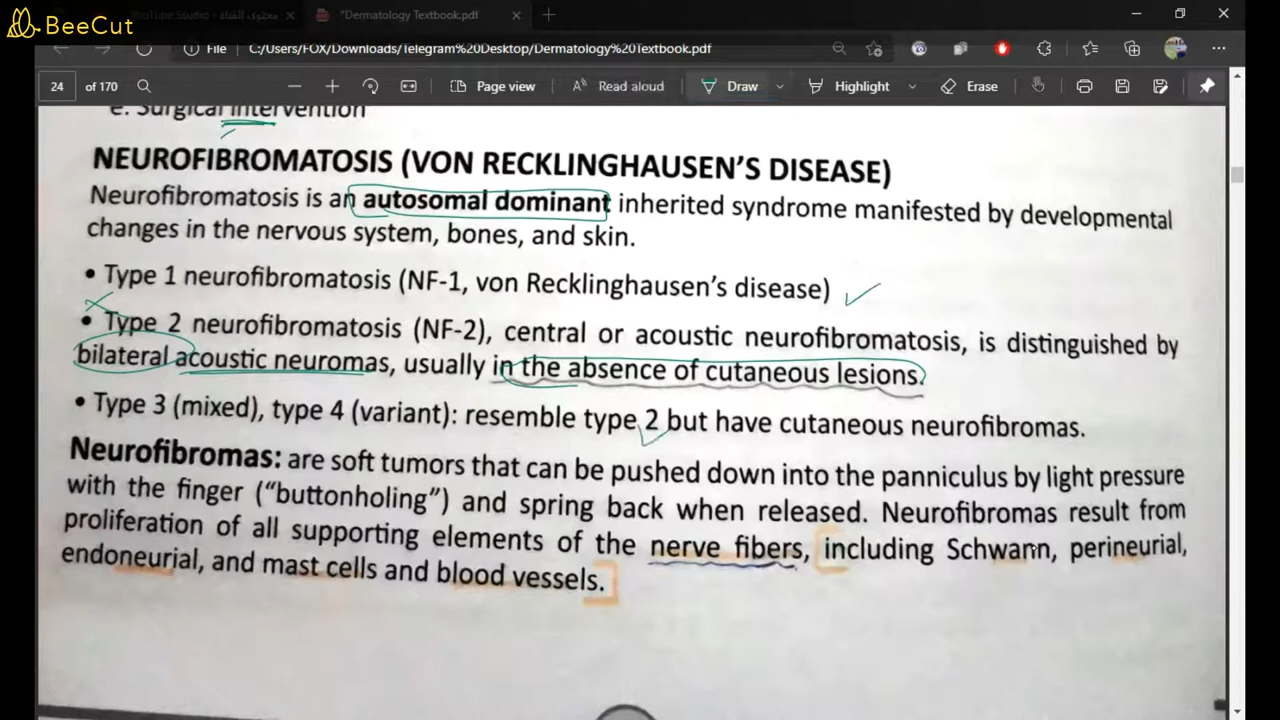 BeeCut
YouTube Studio - محتوى القناة
*Dermatology Textbook.pdf
File C:/Users/FOX/Downloads/Telegram%20Desktop/Dermatology%20Textbook.pdf
24 of 170 Page view Read aloud Draw Highlight Erase
e. Surgical intervention
NEUROFIBROMATOSIS (VON RECKLINGHAUSEN'S DISEASE)
Neurofibromatosis is an autosomal dominant inherited syndrome manifested by developmental
changes in the nervous system, bones, and skin.
• Type 1 neurofibromatosis (NF-1, von Recklinghausen's disease)
• Type 2 neurofibromatosis (NF-2), central or acoustic neurofibromatosis, is distinguished by
bilateral acoustic neuromas, usually in the absence of cutaneous lesions.
• Type 3 (mixed), type 4 (variant): resemble type 2 but have cutaneous neurofibromas.
Neurofibromas: are soft tumors that can be pushed down into the panniculus by light pressure
with the finger ("buttonholing") and spring back when released. Neurofibromas result from
proliferation of all supporting elements of the nerve fibers, including Schwann, perineurial,
endoneurial, and mast cells and blood vessels.